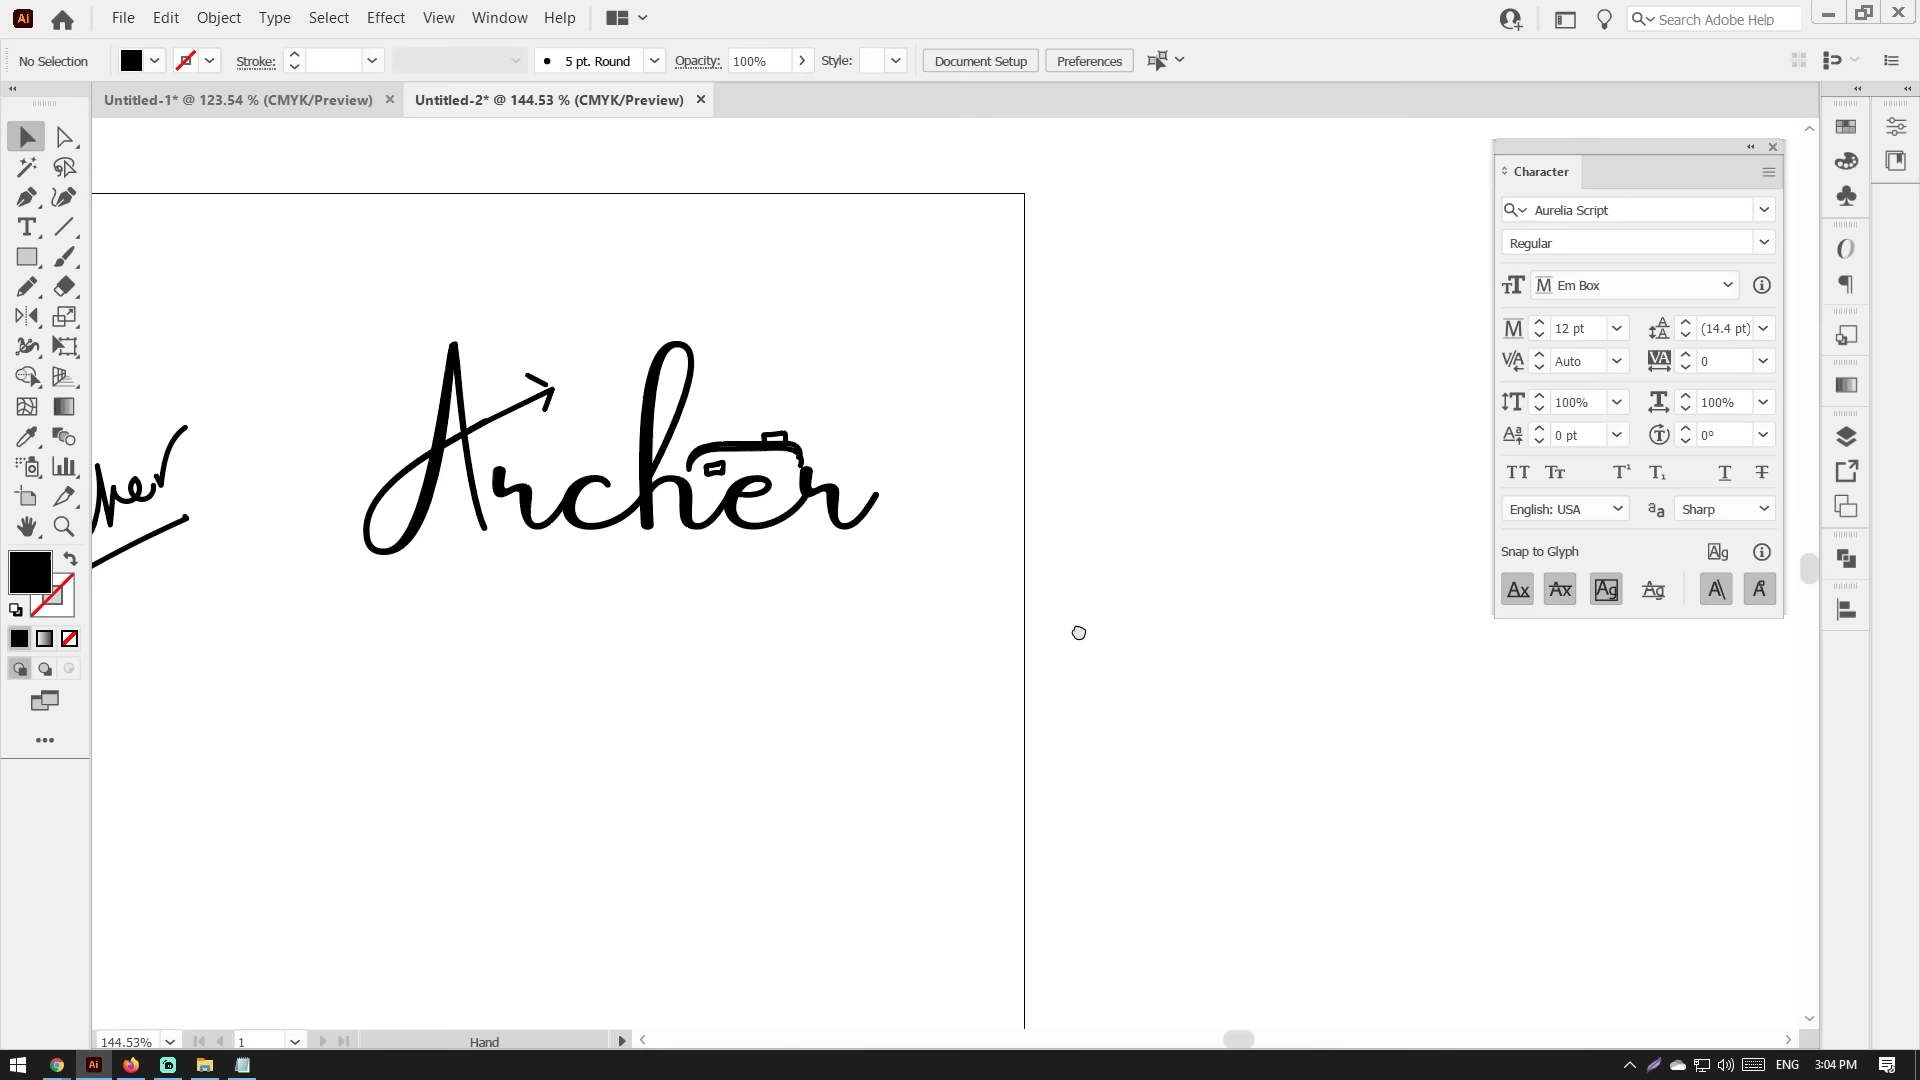 Ai File Edit Object Type Select Effect View Window Help Search Adobe Help
No Selection Stroke: 5 pt. Round Opacity: 100% Style: Document Setup Preferences
Untitled-1* @ 123.54 % (CMYK/Preview) Untitled-2* @ 144.53 % (CMYK/Preview)
Character
Aurelia Script
Regular
Em Box
12 pt (14.4 pt)
Auto 0
100% 100%
0 pt 0°
English: USA Sharp
Snap to Glyph
her Archer
144.53% 1 Hand
ENG 3:04 PM